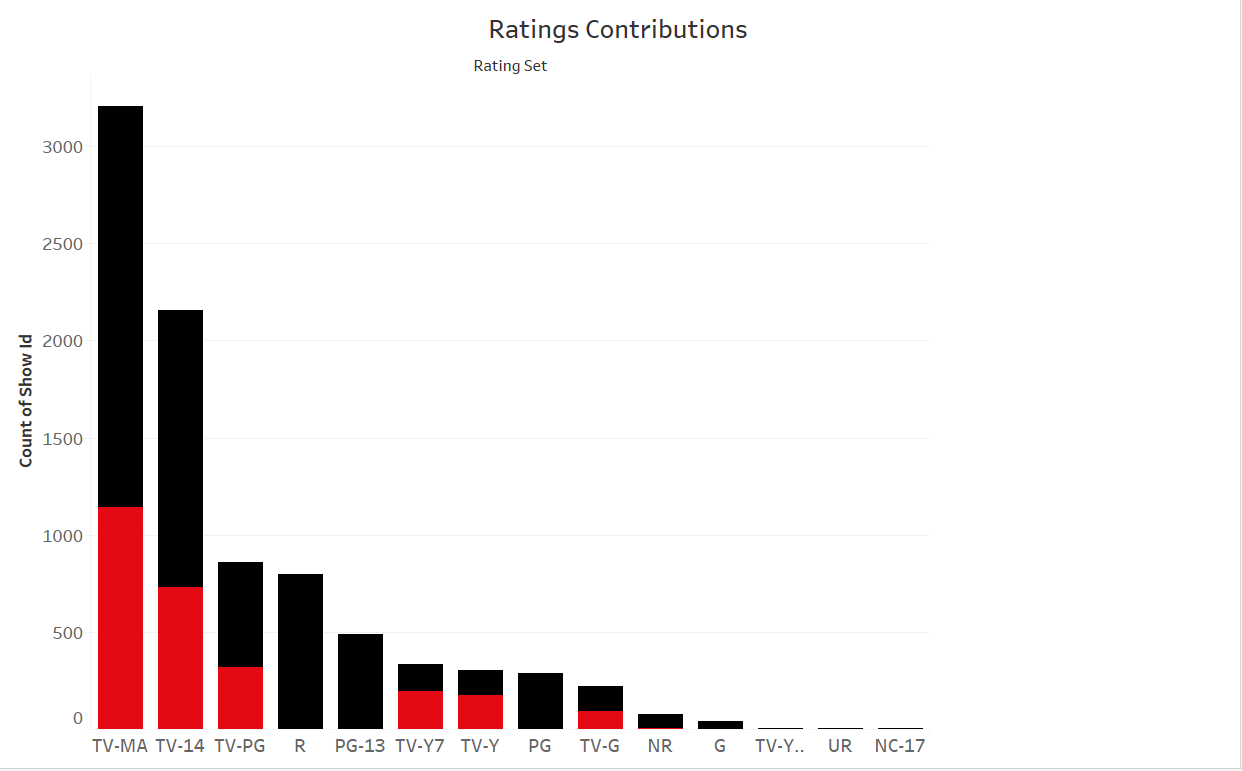 Ratings Contributions
Rating Set
Count of Show Id
3000
2500
2000
1500
1000
500
0
TV-MA TV-14 TV-PG R PG-13 TV-Y7 TV-Y PG TV-G NR G TV-Y.. UR NC-17